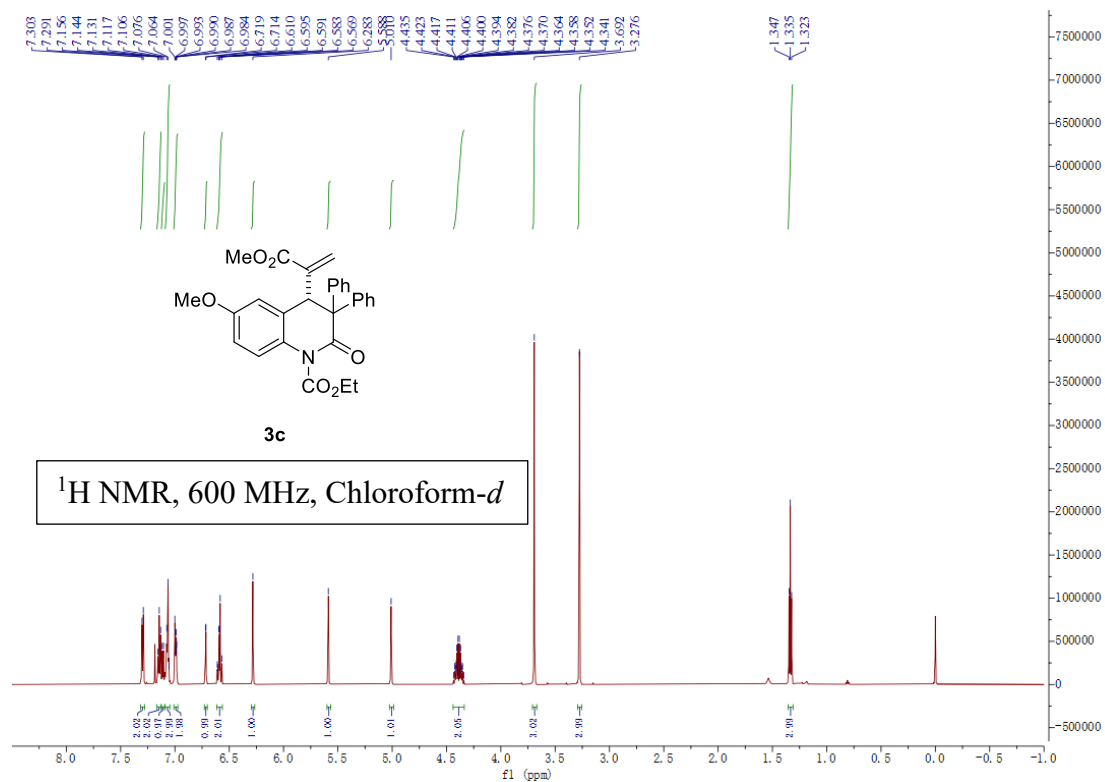 7.303 7.291 7.156 7.144 7.131 7.117 7.106 7.076 7.064 7.001 6.997 6.993 6.990 6.987 6.984 6.719 6.714 6.610 6.595 6.591 6.583 6.569 6.283 5.588 5.010 4.435 4.423 4.417 4.411 4.406 4.400 4.394 4.382 4.376 4.370 4.364 4.358 4.352 4.341 3.692 3.276 1.347 1.335 1.323
7500000
7000000
6500000
6000000
5500000
5000000
4500000
4000000
3500000
3000000
2500000
2000000
1500000
1000000
500000
0
-500000
MeO₂C
Ph
Ph
MeO
N
O
CO₂Et
3c
¹H NMR, 600 MHz, Chloroform-d
2.02 2.02 0.97 2.99 1.98 0.99 2.01 1.00 1.00 1.01 2.05 3.02 2.99 2.99
8.0 7.5 7.0 6.5 6.0 5.5 5.0 4.5 4.0 3.5 3.0 2.5 2.0 1.5 1.0 0.5 0.0 -0.5 -1.0
f1 (ppm)